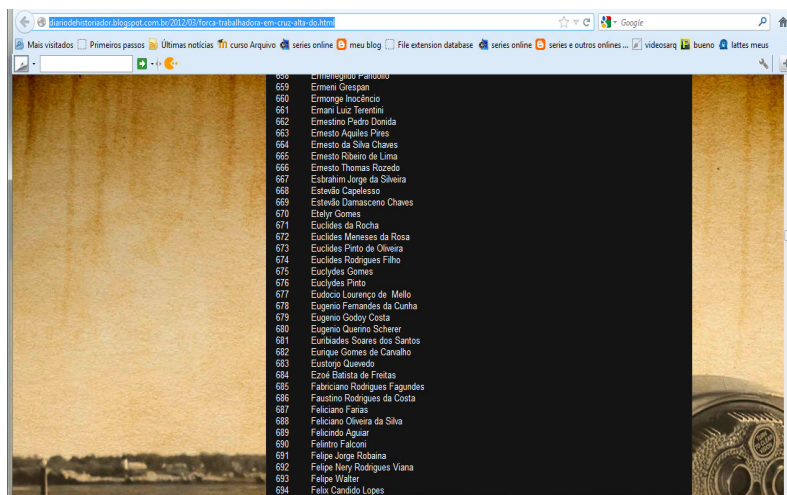 diariodehistoriador.blogspot.com.br/2012/03/forca-trabalhadora-em-cruz-alta-do.html
Google
Mais visitados Primeiros passos Últimas notícias curso Arquivo series online meu blog File extension database series online series e outros onlines ... videosarq bueno lattes meus
658 Ermenegildo Pandolfo
659 Ermeni Grespan
660 Ermonge Inocêncio
661 Ernani Luiz Terentini
662 Ernestino Pedro Donida
663 Ernesto Aquiles Pires
664 Ernesto da Silva Chaves
665 Ernesto Ribeiro de Lima
666 Ernesto Thomas Rozedo
667 Esbrahim Jorge da Silveira
668 Estevão Capelesso
669 Estevão Damasceno Chaves
670 Etelyr Gomes
671 Euclides da Rocha
672 Euclides Meneses da Rosa
673 Euclides Pinto de Oliveira
674 Euclides Rodrigues Filho
675 Euclydes Gomes
676 Euclydes Pinto
677 Eudocio Lourenço de Mello
678 Eugenio Fernandes da Cunha
679 Eugenio Godoy Costa
680 Eugenio Querino Scherer
681 Euribiades Soares dos Santos
682 Eurique Gomes de Carvalho
683 Eustorjo Quevedo
684 Ezoé Batista de Freitas
685 Fabriciano Rodrigues Fagundes
686 Faustino Rodrigues da Costa
687 Feliciano Farias
688 Feliciano Oliveira da Silva
689 Felicindo Aguiar
690 Felintro Falconi
691 Felipe Jorge Robaina
692 Felipe Nery Rodrigues Viana
693 Felipe Walter
694 Felix Candido Lopes